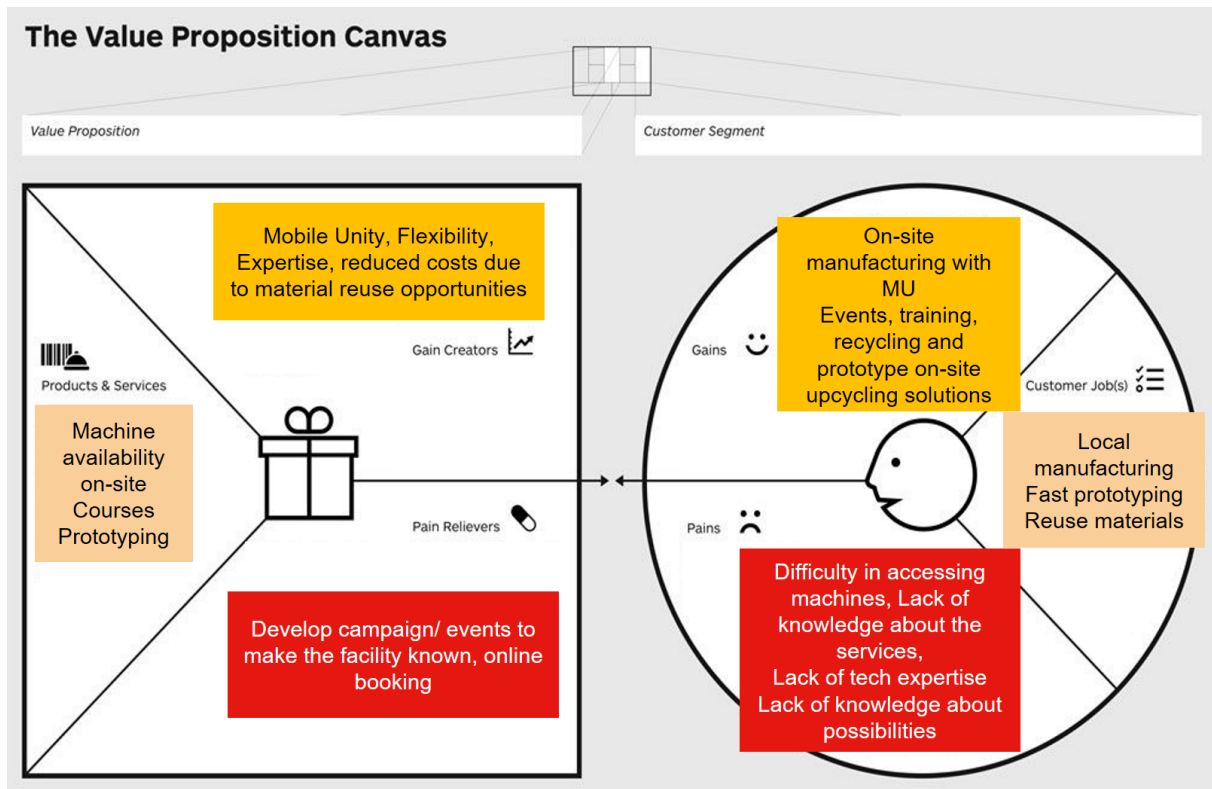 The Value Proposition Canvas
Value Proposition
Customer Segment
Mobile Unity, Flexibility,
Expertise, reduced costs due
to material reuse opportunities
Gain Creators
Products & Services
Machine
availability
on-site
Courses
Prototyping
Pain Relievers
Develop campaign/ events to
make the facility known, online
booking
On-site
manufacturing with
MU
Events, training,
recycling and
prototype on-site
upcycling solutions
Gains
Customer Job(s)
Local
manufacturing
Fast prototyping
Reuse materials
Pains
Difficulty in accessing
machines, Lack of
knowledge about the
services,
Lack of tech expertise
Lack of knowledge about
possibilities